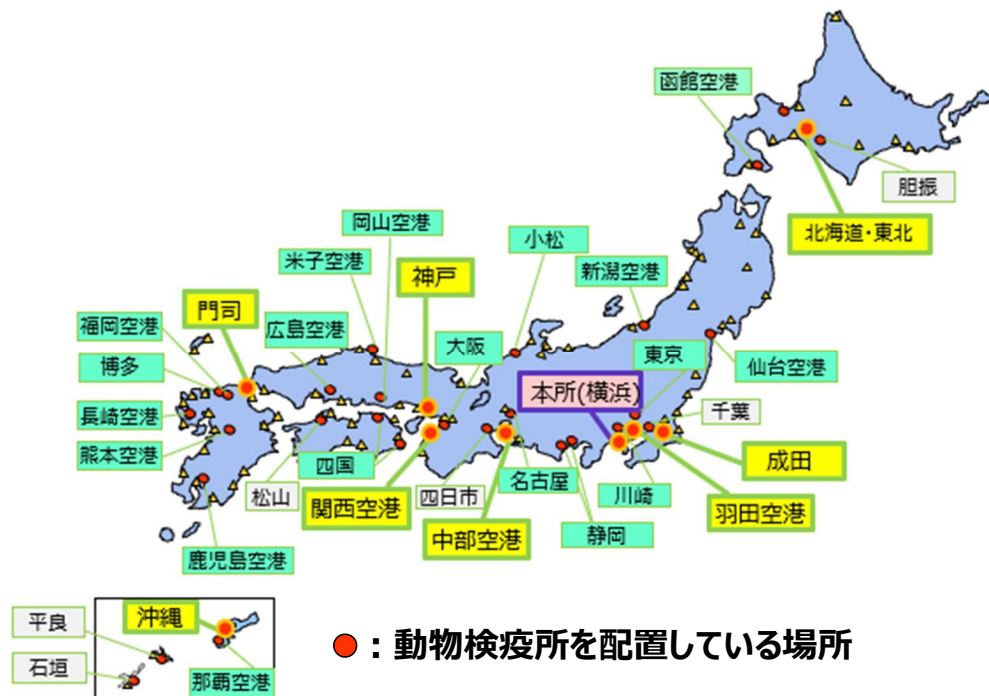 函館空港
胆振
北海道・東北
岡山空港
小松
米子空港
神戸
新潟空港
門司
福岡空港
広島空港
大阪
東京
仙台空港
博多
本所(横浜)
千葉
長崎空港
熊本空港
成田
四国
松山
関西空港
四日市
名古屋
川崎
羽田空港
中部空港
静岡
鹿児島空港
平良
沖縄
石垣
那覇空港
：動物検疫所を配置している場所